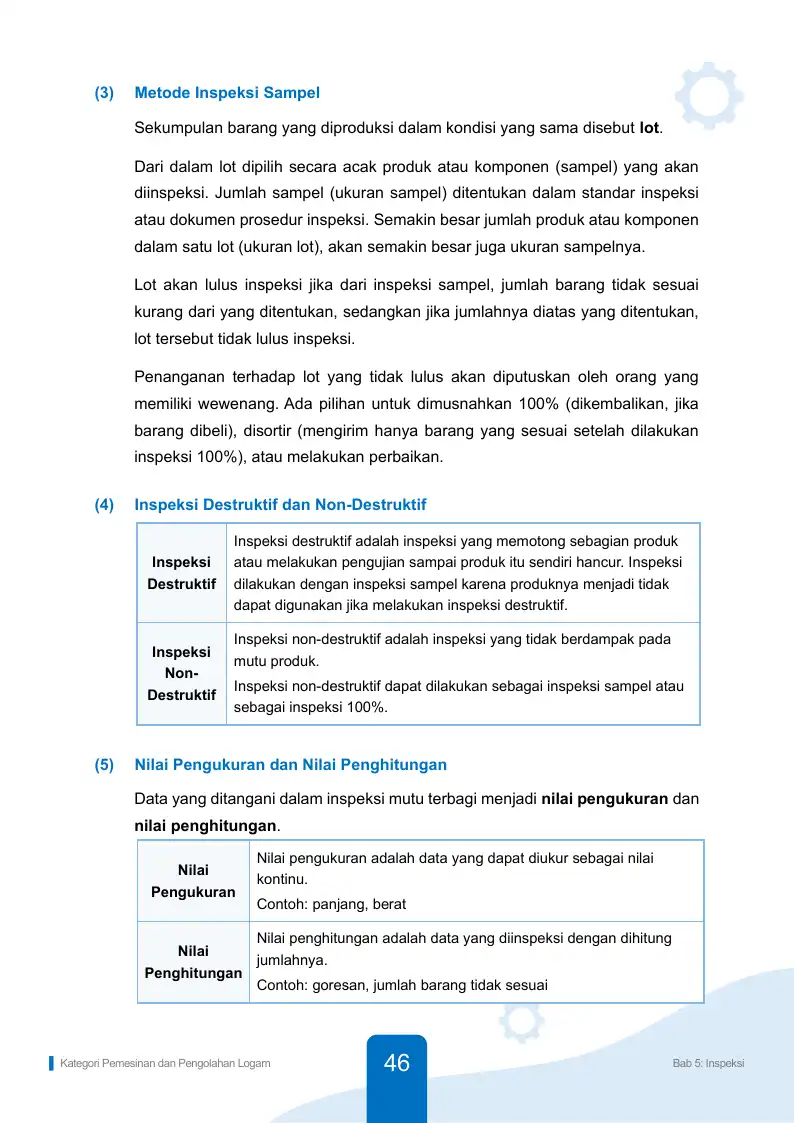 (3) Metode Inspeksi Sampel
Sekumpulan barang yang diproduksi dalam kondisi yang sama disebut lot.
Dari dalam lot dipilih secara acak produk atau komponen (sampel) yang akan
diinspeksi. Jumlah sampel (ukuran sampel) ditentukan dalam standar inspeksi
atau dokumen prosedur inspeksi. Semakin besar jumlah produk atau komponen
dalam satu lot (ukuran lot), akan semakin besar juga ukuran sampelnya.
Lot akan lulus inspeksi jika dari inspeksi sampel, jumlah barang tidak sesuai
kurang dari yang ditentukan, sedangkan jika jumlahnya diatas yang ditentukan,
lot tersebut tidak lulus inspeksi.
Penanganan terhadap lot yang tidak lulus akan diputuskan oleh orang yang
memiliki wewenang. Ada pilihan untuk dimusnahkan 100% (dikembalikan, jika
barang dibeli), disortir (mengirim hanya barang yang sesuai setelah dilakukan
inspeksi 100%), atau melakukan perbaikan.
(4) Inspeksi Destruktif dan Non-Destruktif
Inspeksi
Destruktif
Inspeksi destruktif adalah inspeksi yang memotong sebagian produk
atau melakukan pengujian sampai produk itu sendiri hancur. Inspeksi
dilakukan dengan inspeksi sampel karena produknya menjadi tidak
dapat digunakan jika melakukan inspeksi destruktif.
Inspeksi
Non-
Destruktif
Inspeksi non-destruktif adalah inspeksi yang tidak berdampak pada
mutu produk.
Inspeksi non-destruktif dapat dilakukan sebagai inspeksi sampel atau
sebagai inspeksi 100%.
(5) Nilai Pengukuran dan Nilai Penghitungan
Data yang ditangani dalam inspeksi mutu terbagi menjadi nilai pengukuran dan
nilai penghitungan.
Nilai
Pengukuran
Nilai pengukuran adalah data yang dapat diukur sebagai nilai
kontinu.
Contoh: panjang, berat
Nilai
Penghitungan
Nilai penghitungan adalah data yang diinspeksi dengan dihitung
jumlahnya.
Contoh: goresan, jumlah barang tidak sesuai
Kategori Pemesinan dan Pengolahan Logam
46
Bab 5: Inspeksi